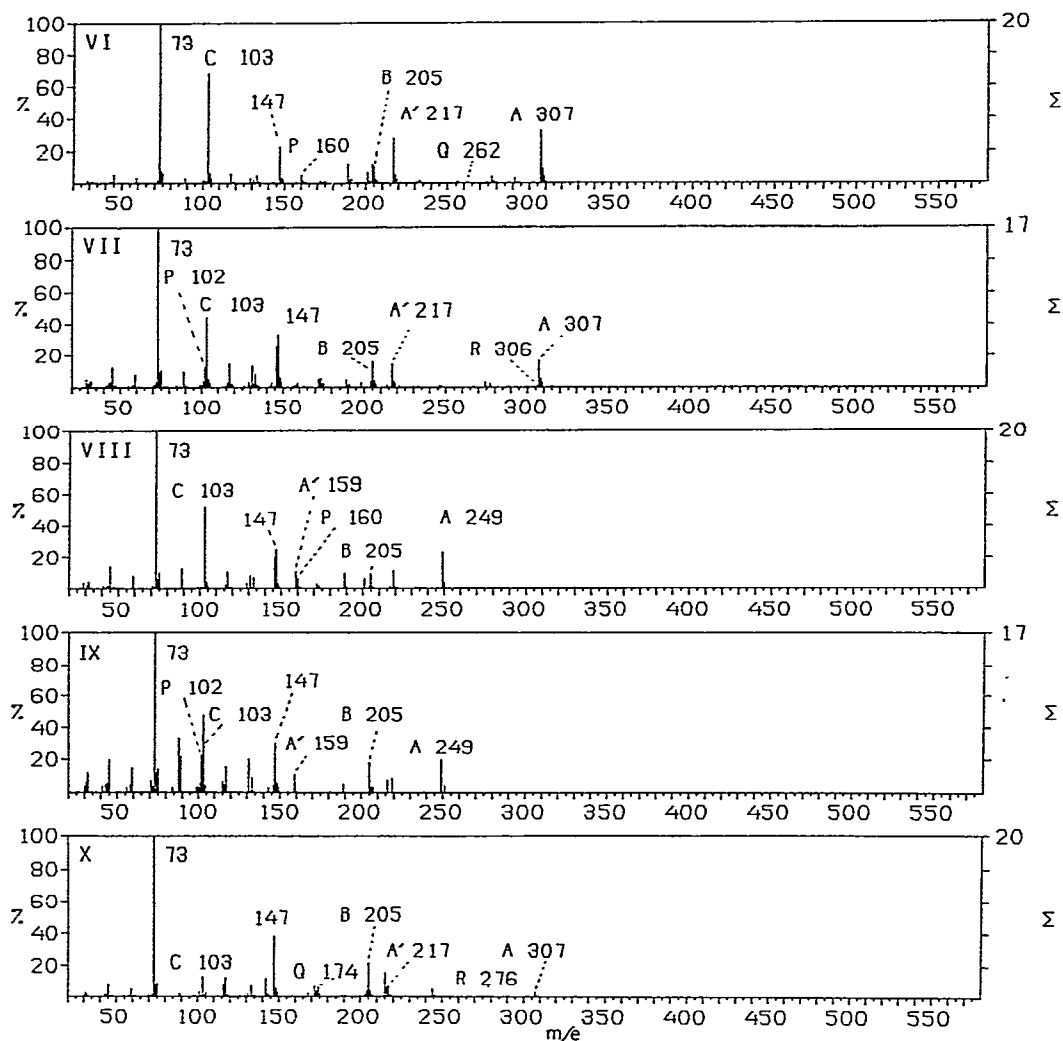 100 VI 73 C 103 20
80 B 205
60 147 A′ 217 A 307
% 40 P 160 Q 262 Σ
20
50 100 150 200 250 300 350 400 450 500 550
100 VII 73 17
80 P 102
60 C 103 147 A′ 217 A 307
% 40 B 205 R 306 Σ
20
50 100 150 200 250 300 350 400 450 500 550
100 VIII 73 20
80 A′ 159
60 C 103 P 160 A 249
% 40 147 B 205 Σ
20
50 100 150 200 250 300 350 400 450 500 550
100 IX 73 17
80 P 102 147
60 C 103 B 205
% 40 A′ 159 A 249 Σ
20
50 100 150 200 250 300 350 400 450 500 550
100 X 73 20
80
60 147 B 205
% 40 A′ 217 A 307 Σ
20 C 103 Q 174 R 276
50 100 150 200 250 300 350 400 450 500 550
m/e